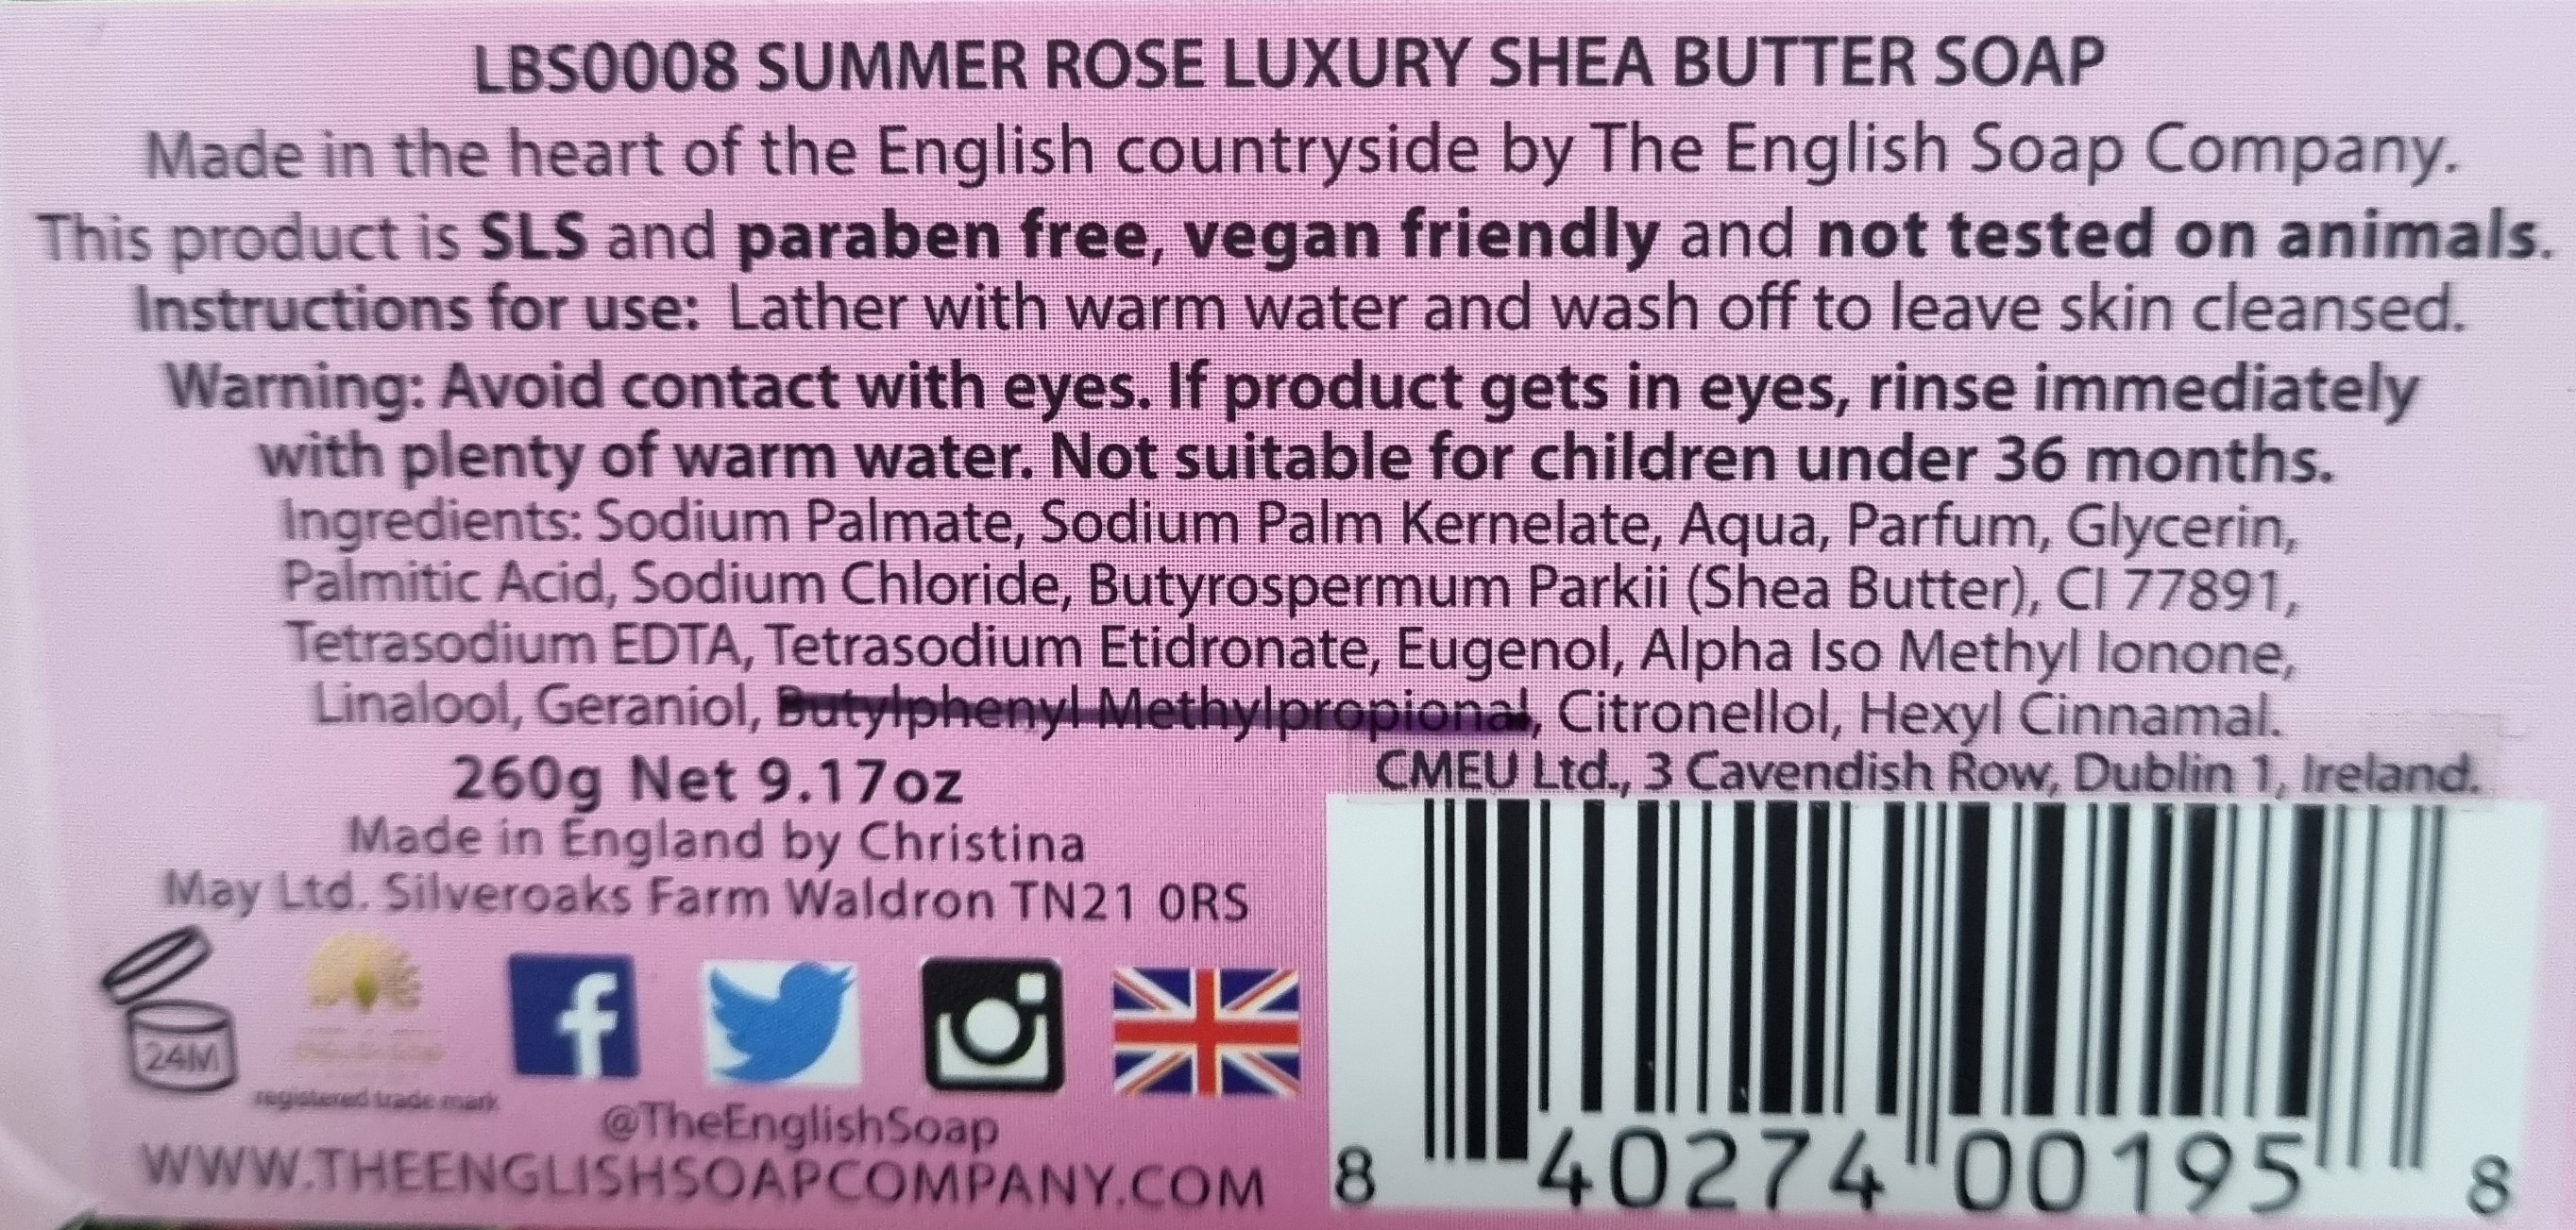 LBS0008 SUMMER ROSE LUXURY SHEA BUTTER SOAP
Made in the heart of the English countryside by The English Soap Company.
This product is SLS and paraben free, vegan friendly and not tested on animals.
Instructions for use: Lather with warm water and wash off to leave skin cleansed.
Warning: Avoid contact with eyes. If product gets in eyes, rinse immediately
with plenty of warm water. Not suitable for children under 36 months.
Ingredients: Sodium Palmate, Sodium Palm Kernelate, Aqua, Parfum, Glycerin,
Palmitic Acid, Sodium Chloride, Butyrospermum Parkii (Shea Butter), CI 77891,
Tetrasodium EDTA, Tetrasodium Etidronate, Eugenol, Alpha Iso Methyl Ionone,
Linalool, Geraniol, Butylphenyl Methylpropional, Citronellol, Hexyl Cinnamal.
260g Net 9.17oz
Made in England by Christina
May Ltd. Silveroaks Farm Waldron TN21 0RS
CMEU Ltd., 3 Cavendish Row, Dublin 1, Ireland.
24M
registered trade mark
@TheEnglishSoap
WWW.THEENGLISHSOAPCOMPANY.COM
8 40274 00195 8